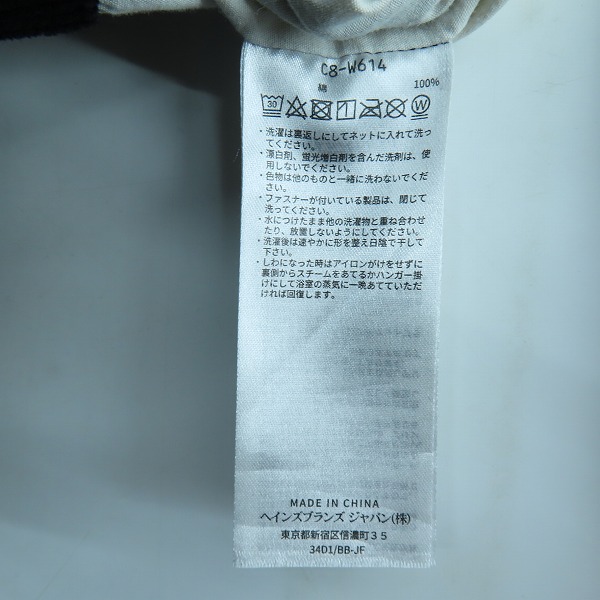 C8-W614
綿 100%
30 W
・洗濯は裏返しにしてネットに入れて洗っ
てください。
・漂白剤、蛍光増白剤を含んだ洗剤は、使
用しないでください。
・色物は他のものと一緒に洗わないでくだ
さい。
・ファスナーが付いている製品は、閉じて
洗ってください。
・水につけたまま他の洗濯物と重ね合わせ
たり、放置しないようにしてください。
・洗濯後は速やかに形を整え日陰で干して
下さい。
・しわになった時はアイロンがけをせずに
裏側からスチームをあてるかハンガー掛
けにして浴室の蒸気に一晩あてていただ
ければ回復します。
MADE IN CHINA
ヘインズブランズ ジャパン(株)
東京都新宿区信濃町３５
34D1/BB-JF